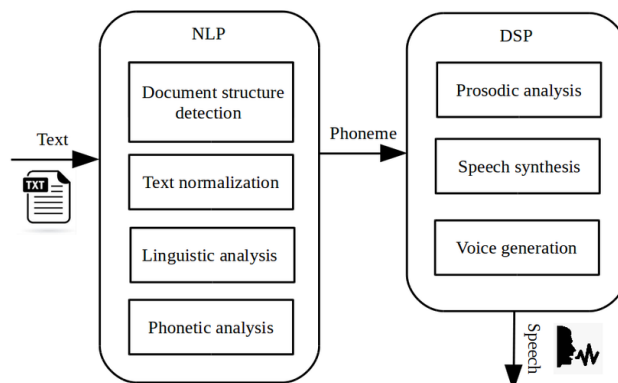 NLP
DSP
Document structure
detection
Prosodic analysis
Text
Phoneme
TXT
Text normalization
Speech synthesis
Linguistic analysis
Voice generation
Phonetic analysis
Speech